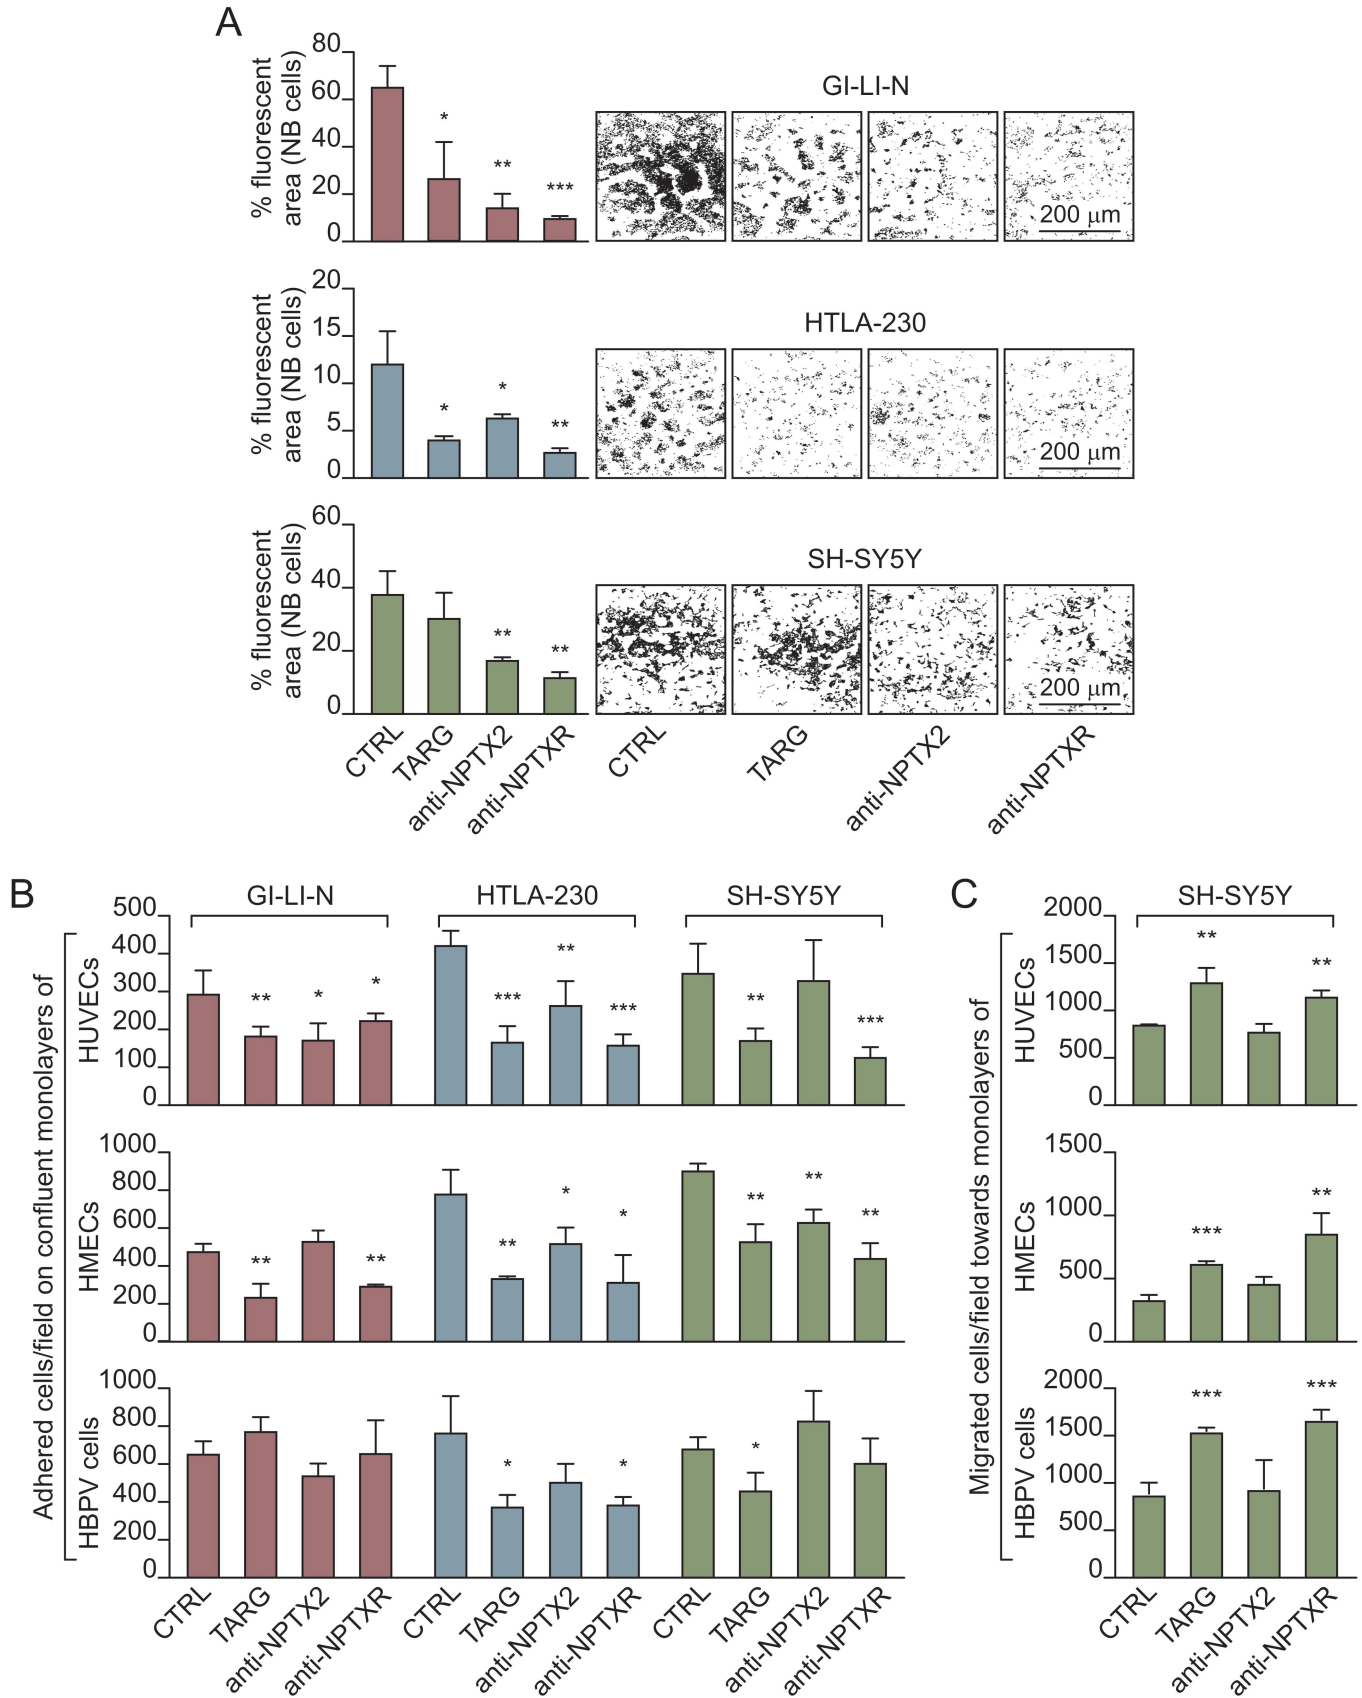 A
% fluorescent
area (NB cells)
80
60
40
20
0
*
**
***
GI-LI-N
200 μm
% fluorescent
area (NB cells)
20
15
10
5
0
*
*
**
HTLA-230
200 μm
% fluorescent
area (NB cells)
60
40
20
0
**
**
SH-SY5Y
200 μm
CTRL
TARG
anti-NPTX2
anti-NPTXR
CTRL
TARG
anti-NPTX2
anti-NPTXR
B
Adhered cells/field on confluent monolayers of
GI-LI-N
HTLA-230
SH-SY5Y
HUVECs
500
400
300
200
100
0
**
*
*
***
**
***
**
***
HMECs
1000
800
600
400
200
0
**
**
**
*
*
**
**
**
HBPV cells
1000
800
600
400
200
0
*
*
*
CTRL
TARG
anti-NPTX2
anti-NPTXR
CTRL
TARG
anti-NPTX2
anti-NPTXR
CTRL
TARG
anti-NPTX2
anti-NPTXR
C
Migrated cells/field towards monolayers of
SH-SY5Y
HUVECs
2000
1500
1000
500
0
**
**
HMECs
1500
1000
500
0
***
**
HBPV cells
2000
1500
1000
500
0
***
***
CTRL
TARG
anti-NPTX2
anti-NPTXR